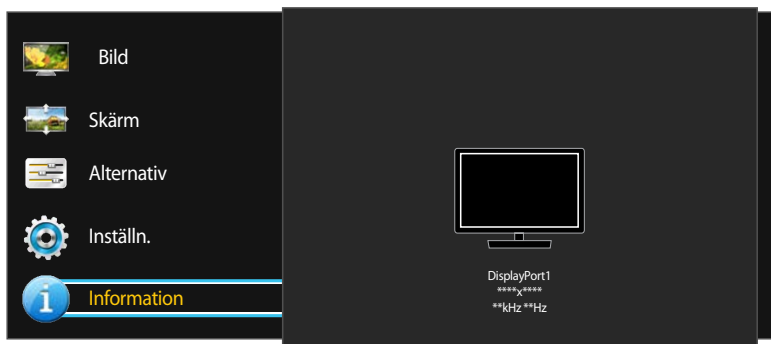 Bild
Skärm
Alternativ
Inställn.
Information
DisplayPort1
****x****
**kHz **Hz